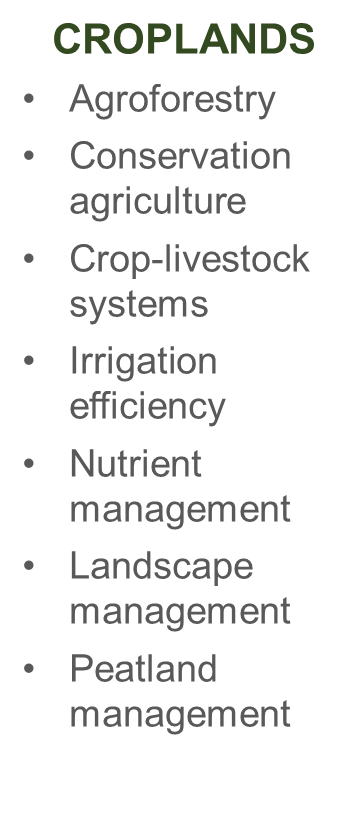 CROPLANDS
• Agroforestry
• Conservation
agriculture
• Crop-livestock
systems
• Irrigation
efficiency
• Nutrient
management
• Landscape
management
• Peatland
management